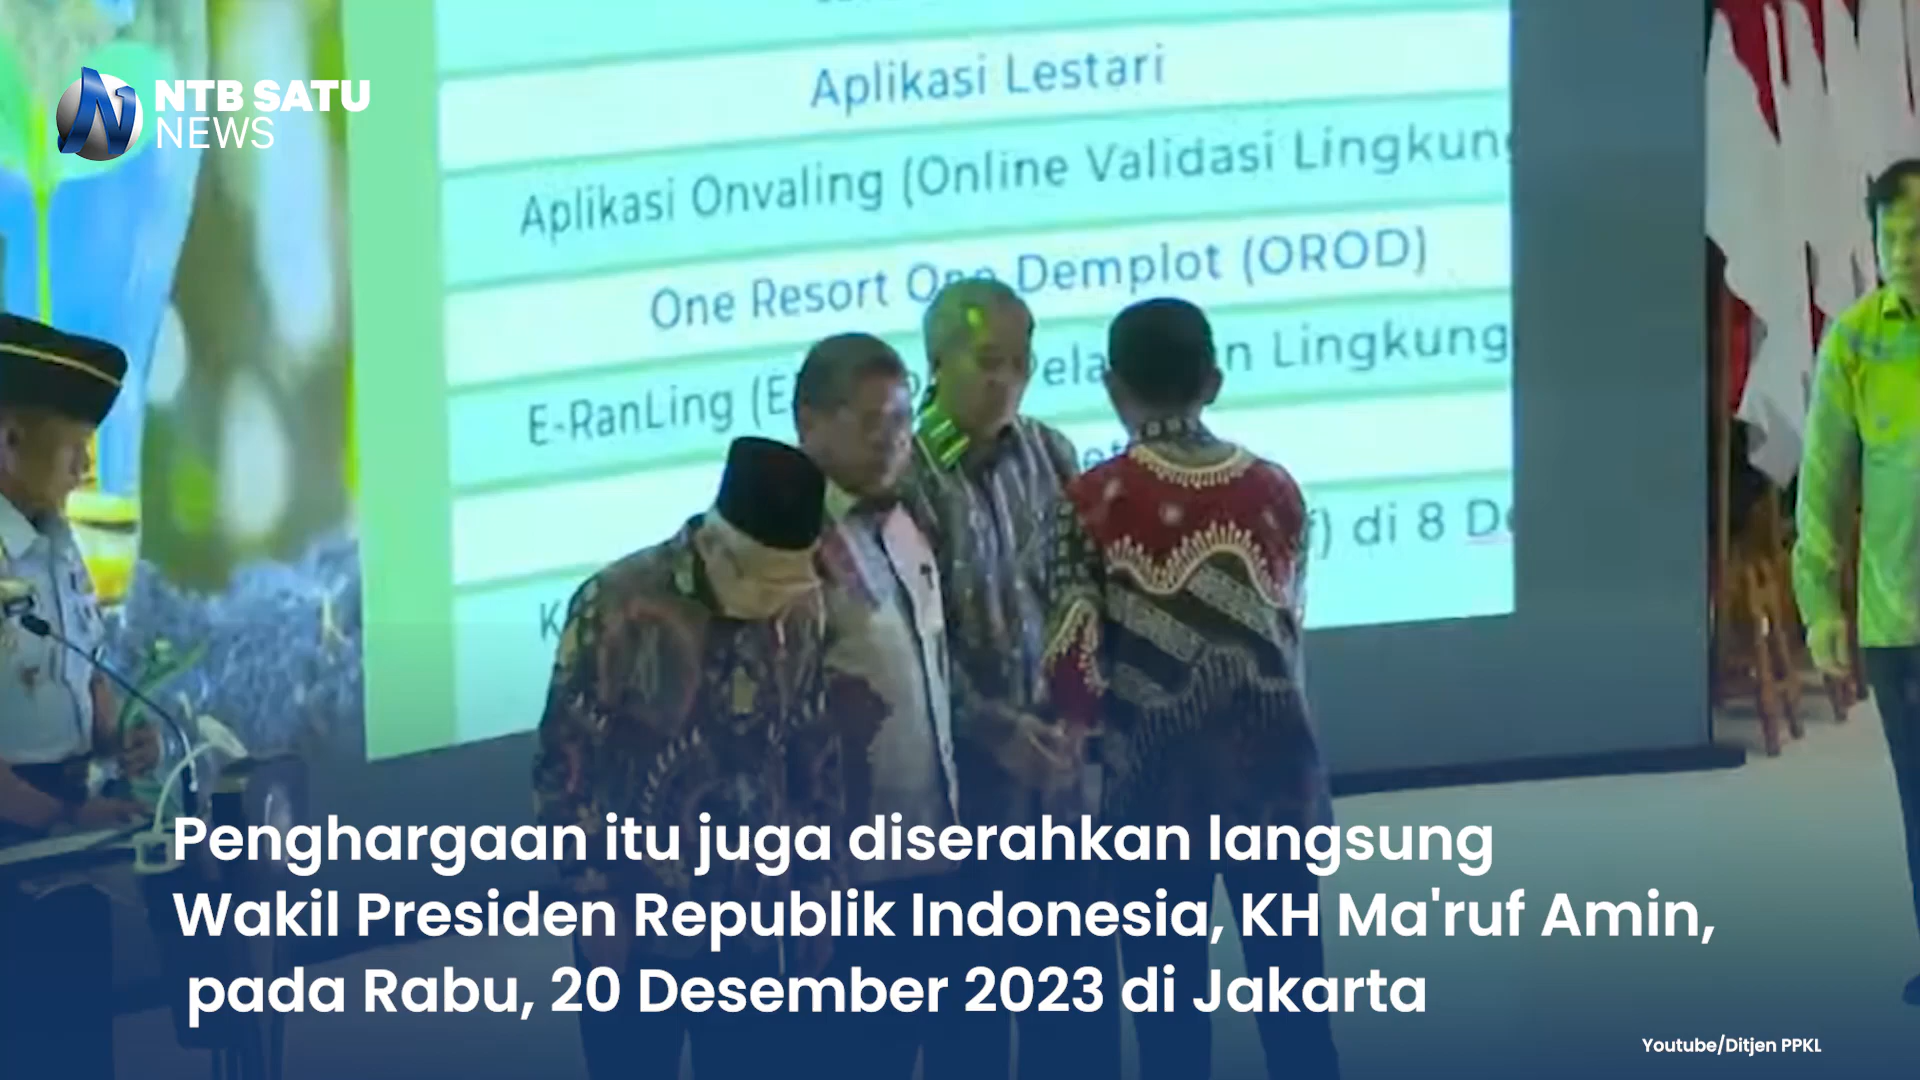 NTB SATU
NEWS
Aplikasi Lestari
Aplikasi Onvaling (Online Validasi
One Resort One Demplot (OROD)
E-RanLing
di 8
Penghargaan itu juga diserahkan langsung
Wakil Presiden Republik Indonesia, KH Ma'ruf Amin,
pada Rabu, 20 Desember 2023 di Jakarta
Youtube/Ditjen PPKL